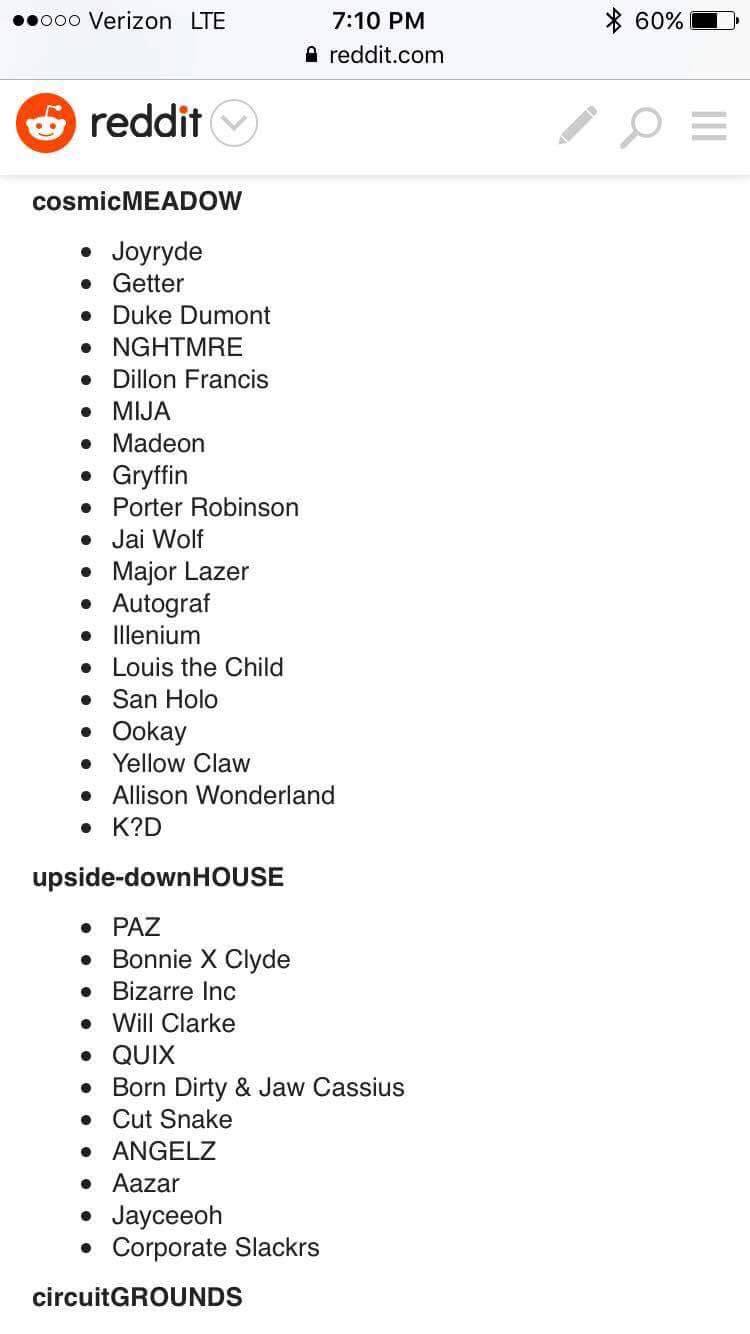 Verizon LTE 7:10 PM 60%
reddit.com
reddit
cosmicMEADOW
Joyryde
Getter
Duke Dumont
NGHTMRE
Dillon Francis
MIJA
Madeon
Gryffin
Porter Robinson
Jai Wolf
Major Lazer
Autograf
Illenium
Louis the Child
San Holo
Ookay
Yellow Claw
Allison Wonderland
K?D
upside-downHOUSE
PAZ
Bonnie X Clyde
Bizarre Inc
Will Clarke
QUIX
Born Dirty & Jaw Cassius
Cut Snake
ANGELZ
Aazar
Jayceeoh
Corporate Slackrs
circuitGROUNDS